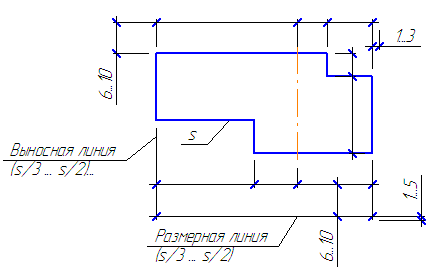 1...3
6...10
s
Выносная линия
(s/3 ... s/2)...
1...5
Размерная линия
(s/3 ... s/2)
6...10